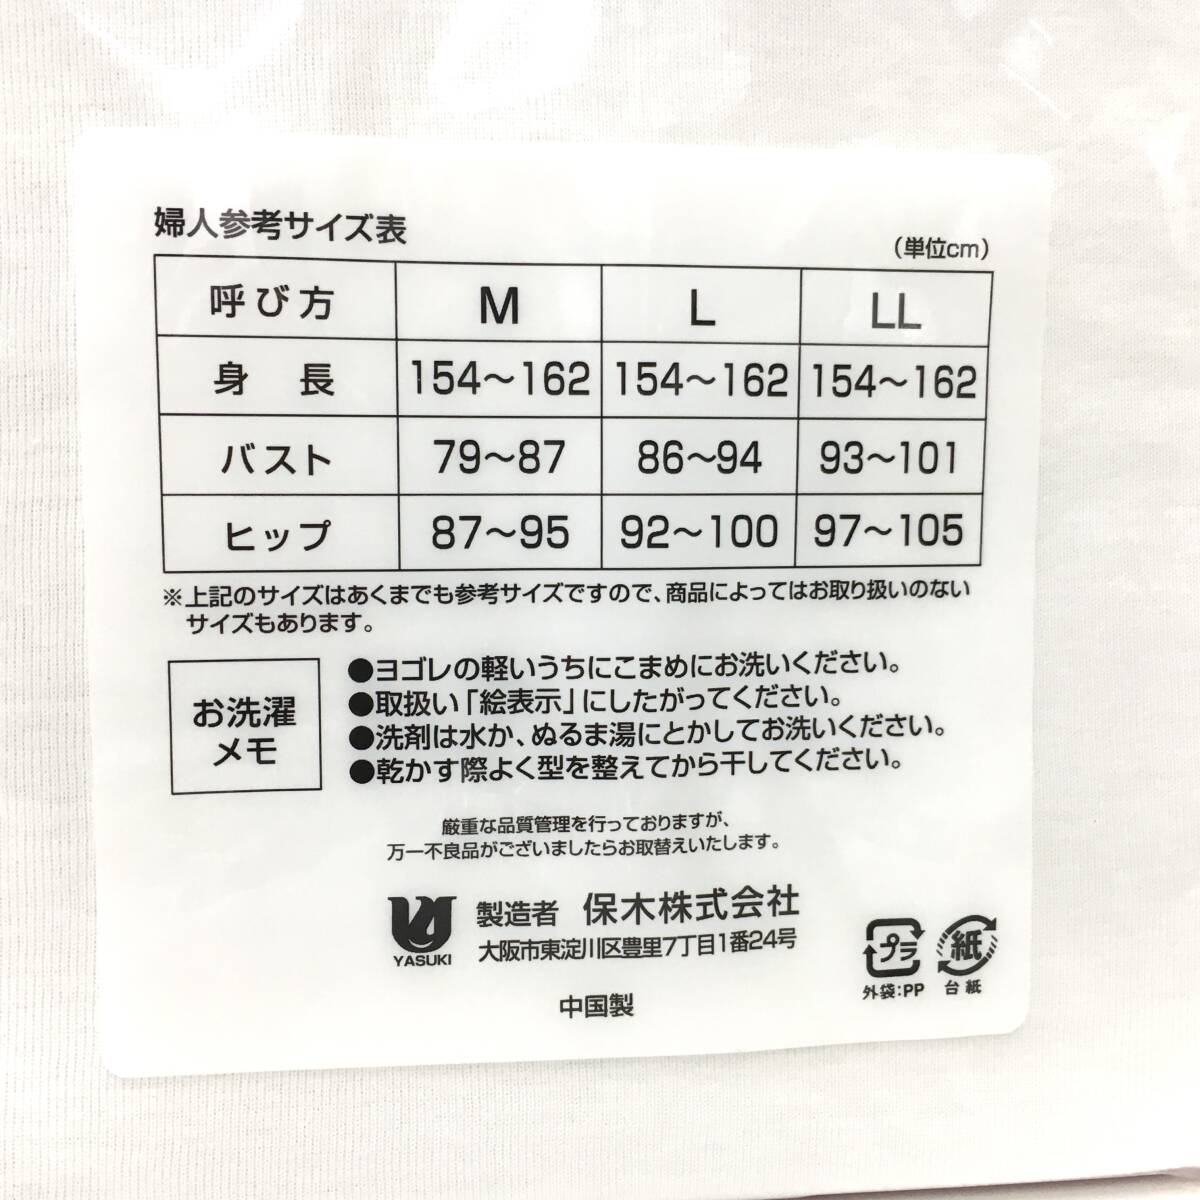 婦人参考サイズ表
(単位cm)
呼び方 M L LL
身 長 154〜162 154〜162 154〜162
バスト 79〜87 86〜94 93〜101
ヒップ 87〜95 92〜100 97〜105
※上記のサイズはあくまでも参考サイズですので、商品によってはお取り扱いのない
サイズもあります。
お洗濯
メモ
●ヨゴレの軽いうちにこまめにお洗いください。
●取扱い「絵表示」にしたがってください。
●洗剤は水か、ぬるま湯にとかしてお洗いください。
●乾かす際よく型を整えてから干してください。
厳重な品質管理を行っておりますが、
万一不良品がございましたらお取替えいたします。
YASUKI
製造者 保木株式会社
大阪市東淀川区豊里7丁目1番24号
中国製
プラ
外袋:PP
紙
台紙